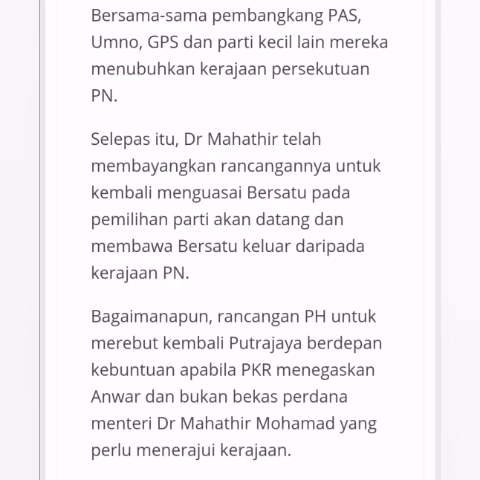 Bersama-sama pembangkang PAS,
Umno, GPS dan parti kecil lain mereka
menubuhkan kerajaan persekutuan
PN.
Selepas itu, Dr Mahathir telah
membayangkan rancangannya untuk
kembali menguasai Bersatu pada
pemilihan parti akan datang dan
membawa Bersatu keluar daripada
kerajaan PN.
Bagaimanapun, rancangan PH untuk
merebut kembali Putrajaya berdepan
kebuntuan apabila PKR menegaskan
Anwar dan bukan bekas perdana
menteri Dr Mahathir Mohamad yang
perlu menerajui kerajaan.